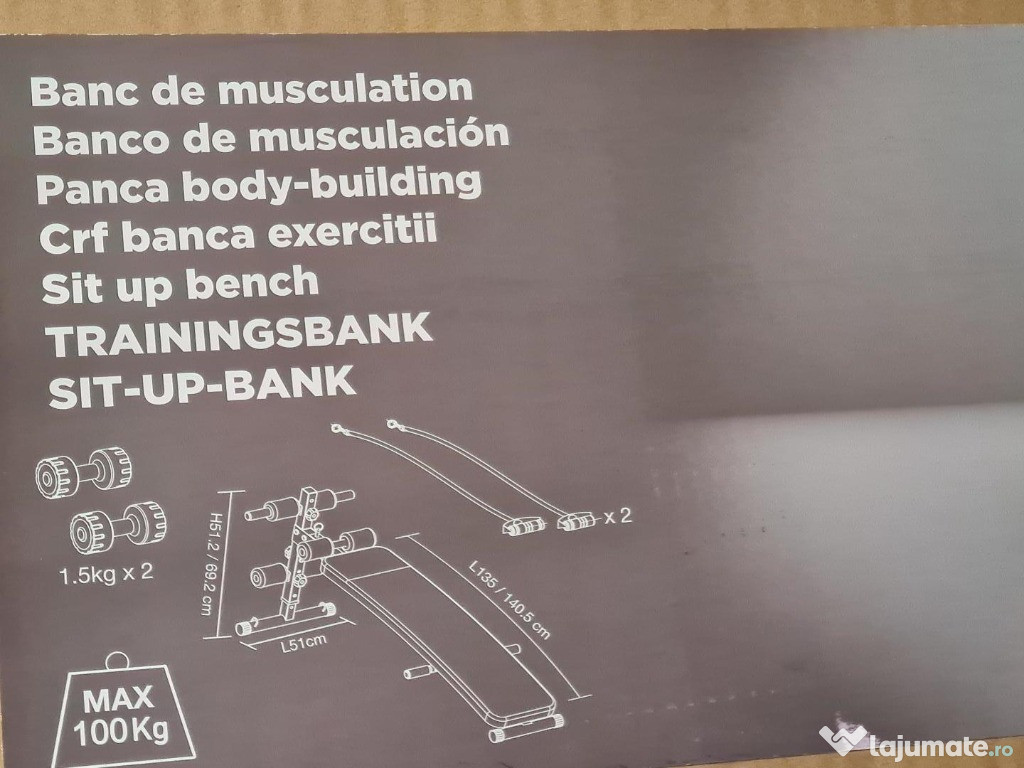 Banc de musculation
Banco de musculación
Panca body-building
Crf banca exercitii
Sit up bench
TRAININGSBANK
SIT-UP-BANK
x 2
1.5kg x 2
H51.2 / 69.2 cm
L135 / 140.5 cm
L51cm
MAX
100Kg
lajumate.ro